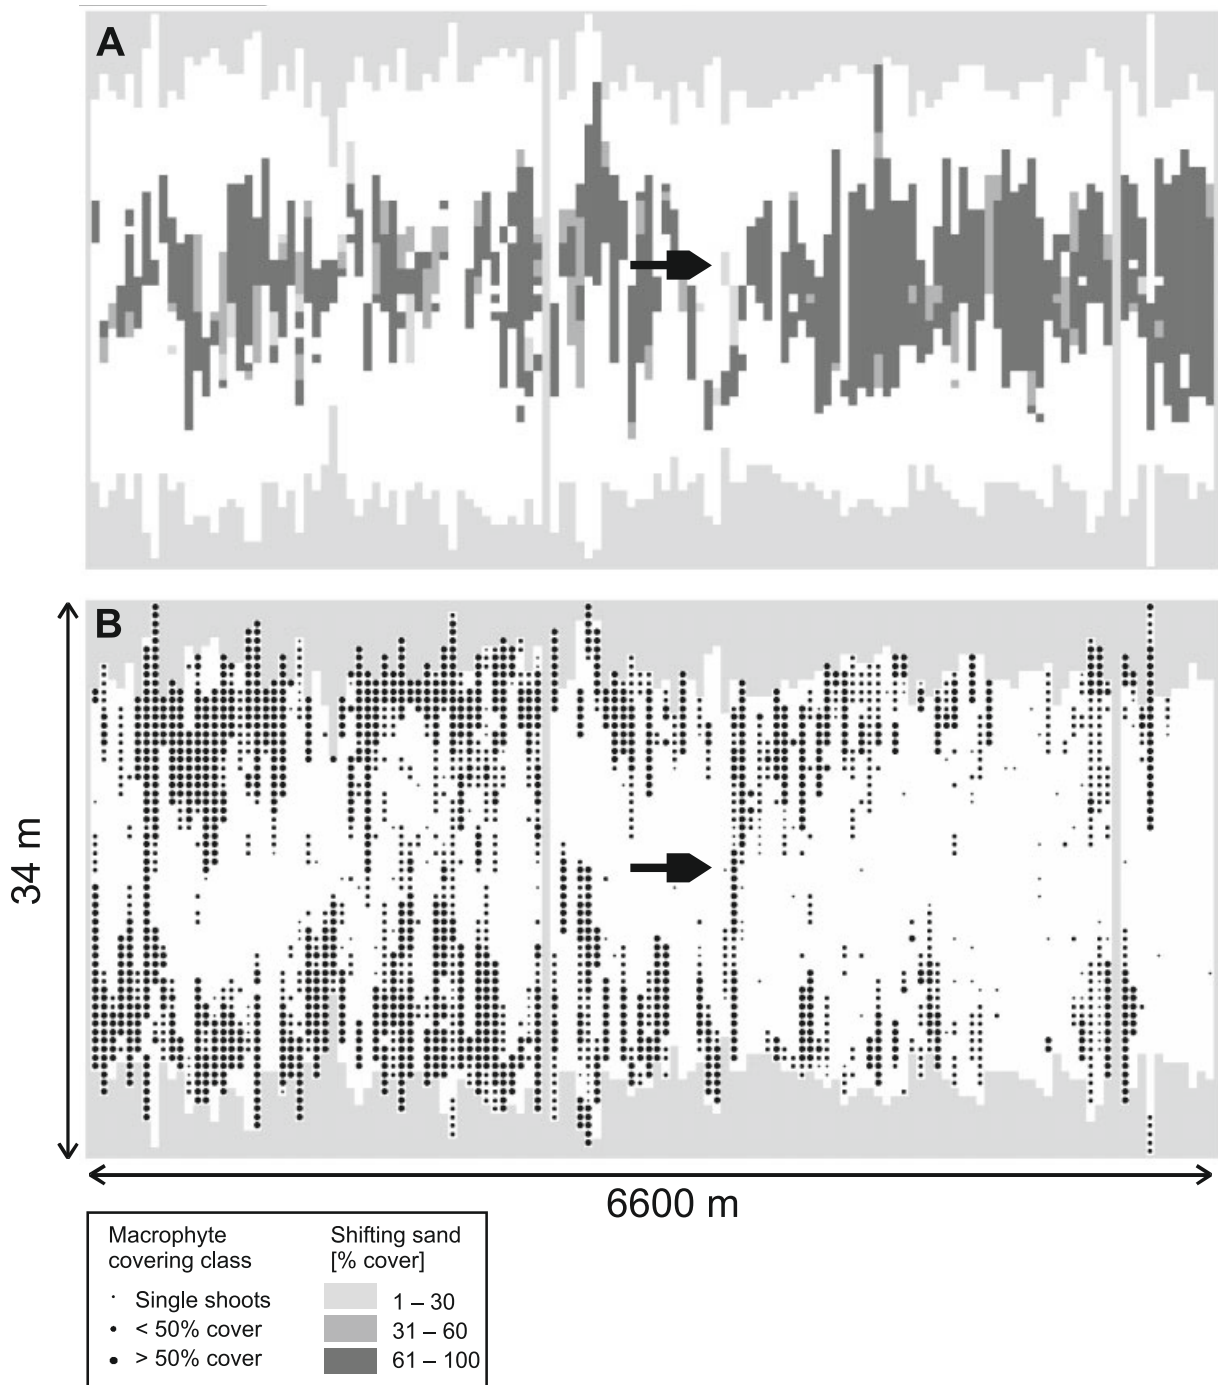 A
B
34 m
6600 m
Macrophyte
covering class
Single shoots
< 50% cover
> 50% cover
Shifting sand
[% cover]
1 – 30
31 – 60
61 – 100